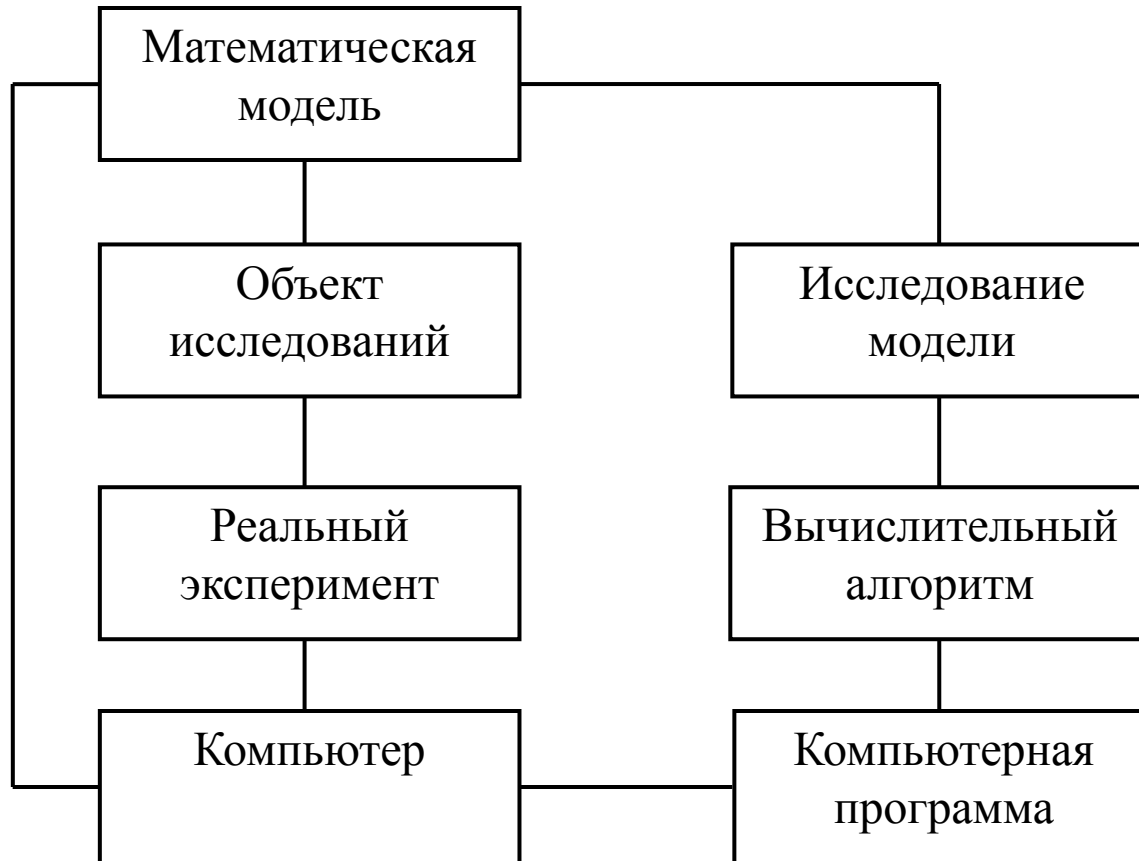 Математическая
модель
Объект
исследований
Исследование
модели
Реальный
эксперимент
Вычислительный
алгоритм
Компьютер
Компьютерная
программа